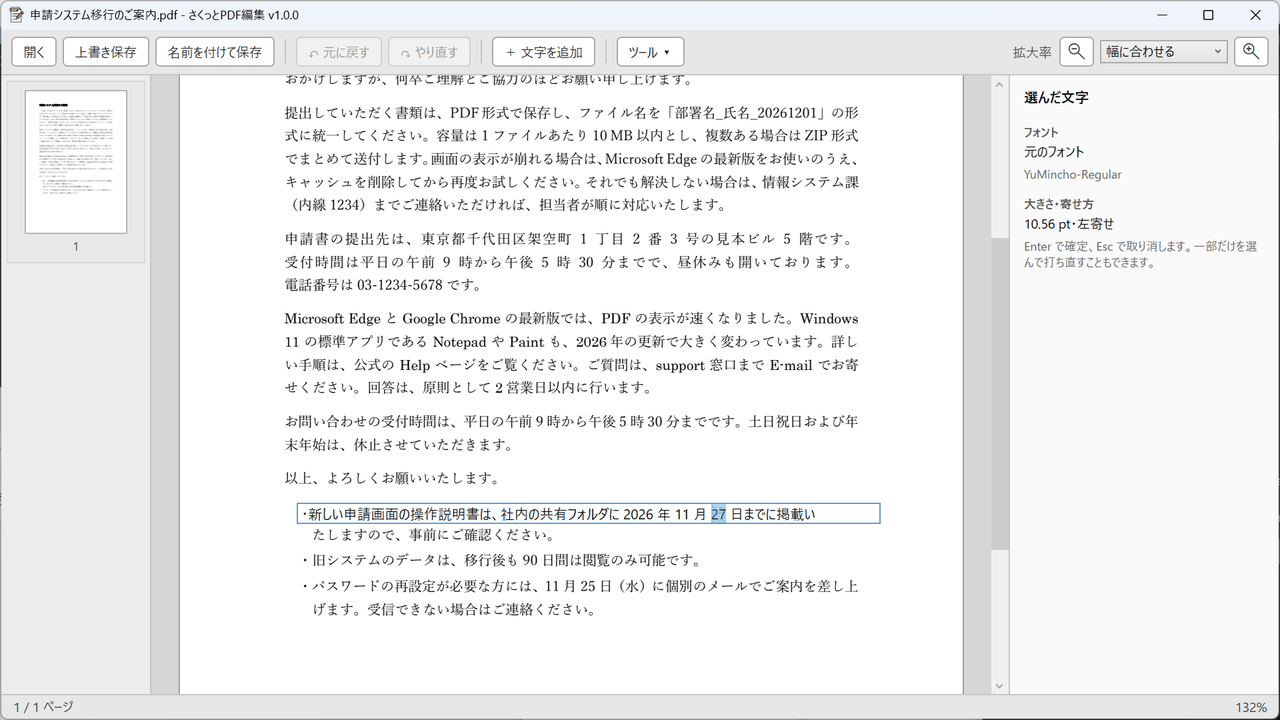 申請システム移行のご案内.pdf - さくっとPDF編集 v1.0.0
開く 上書き保存 名前を付けて保存 元に戻す やり直す + 文字を追加 ツール ▼ 拡大率 幅に合わせる
おかけしますが、何卒ご理解とご協力のほどお願い申し上げます。
提出していただく書類は、PDF 形式で保存し、ファイル名を「部署名_氏名_20261201」の形
式に統一してください。容量は 1 ファイルあたり 10 MB 以下とし、複数ある場合は ZIP 形式
でまとめて送付します。画面の表示が崩れる場合は、Microsoft Edge の最新版をお使いのうえ、
キャッシュを削除してから再度お試しください。それでも解決しない場合は、情報システム課
（内線 1234）までご連絡いただければ、担当者が順に対応いたします。
申請書の提出先は、東京都千代田区架空町 1 丁目 2 番 3 号の見本ビル 5 階です。
受付時間は平日の午前 9 時から午後 5 時 30 分までで、昼休みも開いております。
電話番号は 03-1234-5678 です。
Microsoft Edge と Google Chrome の最新版では、PDF の表示が速くなりました。Windows
11 の標準アプリである Notepad や Paint も、2026 年の更新で大きく変わっています。詳し
い手順は、公式の Help ページをご覧ください。ご質問は、support 窓口まで E-mail でお寄
せください。回答は、原則として 2 営業日以内に行います。
お問い合わせの受付時間は、平日の午前 9 時から午後 5 時 30 分までです。土日祝日および年
末年始は、休止させていただきます。
以上、よろしくお願いいたします。
・新しい申請画面の操作説明書は、社内の共有フォルダに 2026 年 11 月 27 日までに掲載い
たしますので、事前にご確認ください。
・旧システムのデータは、移行後も 90 日間は閲覧のみ可能です。
・パスワードの再設定が必要な方には、11 月 25 日（水）に個別のメールでご案内を差し上
げます。受信できない場合はご連絡ください。
選んだ文字
フォント
元のフォント
YuMincho-Regular
大きさ・寄せ方
10.56 pt・左寄せ
Enter で確定、Esc で取り消します。一部だけを選
んで打ち直すこともできます。
1
1 / 1 ページ
132%